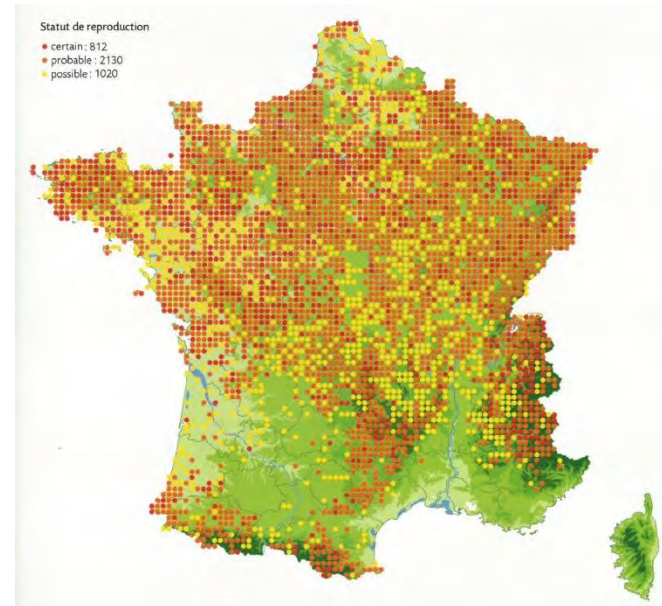 Statut de reproduction
certain : 812
probable : 2130
possible : 1020